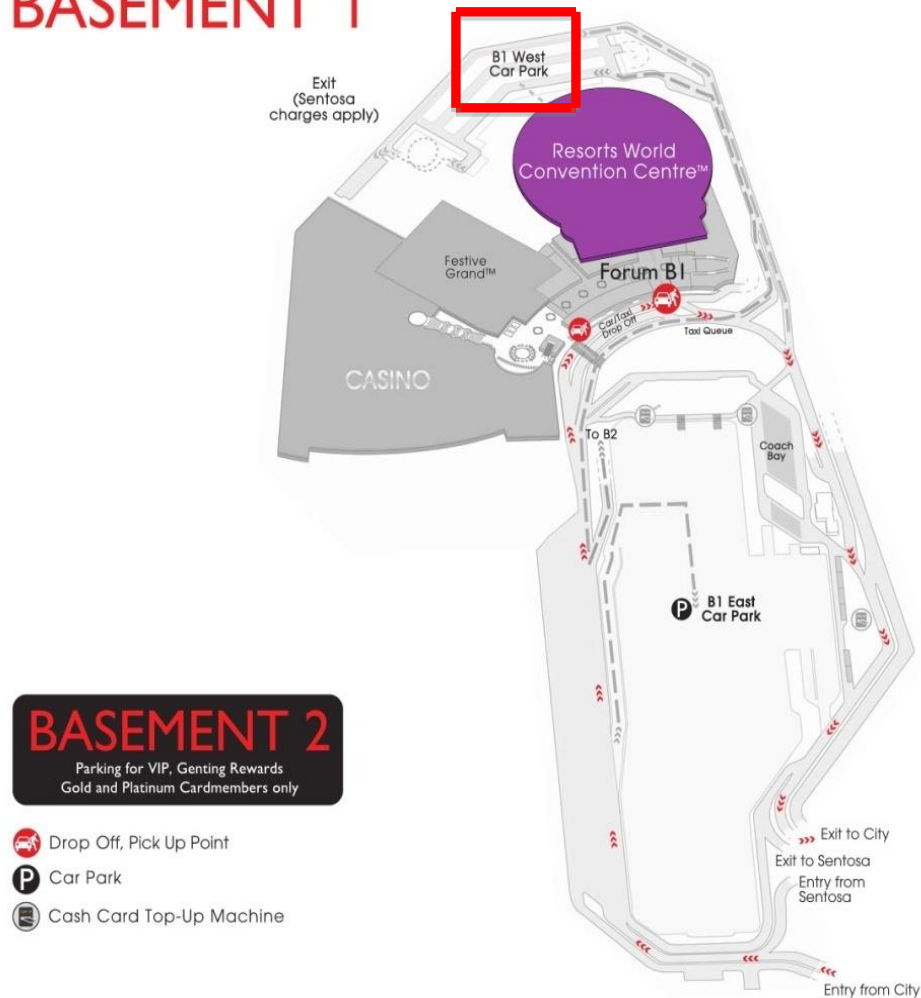 BASEMENT 1
B1 West
Car Park
Exit
(Sentosa
charges apply)
Resorts World
Convention Centre™
Festive
Grand™
Forum B1
Car/Taxi
Drop Off
Taxi Queue
CASINO
To B2
Coach
Bay
P
B1 East
Car Park
BASEMENT 2
Parking for VIP, Genting Rewards
Gold and Platinum Cardmembers only
Drop Off, Pick Up Point
P Car Park
Cash Card Top-Up Machine
Exit to City
Exit to Sentosa
Entry from
Sentosa
Entry from City